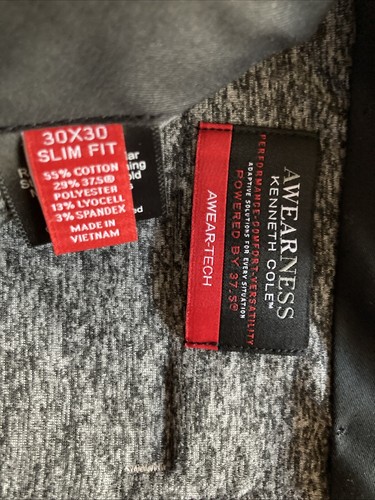 30X30
SLIM FIT
55% COTTON
29% 37.5®
POLYESTER
13% LYOCELL
3% SPANDEX
MADE IN
VIETNAM
AWEARNESS
KENNETH COLE™
PERFORMANCE•COMFORT•VERSATILITY
ADAPTIVE SOLUTIONS FOR EVERY SITUATION
POWERED BY 37.5®
AWEAR-TECH